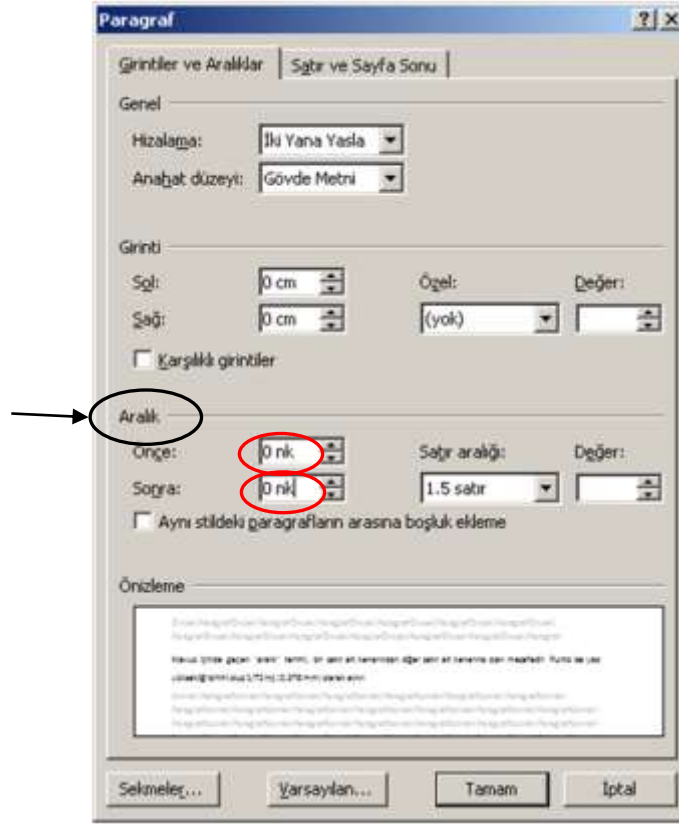 Paragraf
Girintiler ve Aralıklar Satır ve Sayfa Sonu
Genel
Hizalama: İki Yana Yasla
Anahat düzeyi: Gövde Metni
Girinti
Sol: 0 cm Özel: Değer:
Sağ: 0 cm (yok)
Karşılıklı girintiler
Aralık
Önce: 0 nk Satır aralığı: Değer:
Sonra: 0 nk 1.5 satır
Aynı stildeki paragrafların arasına boşluk ekleme
Önizleme
Sekmeler... Varsayılan... Tamam İptal